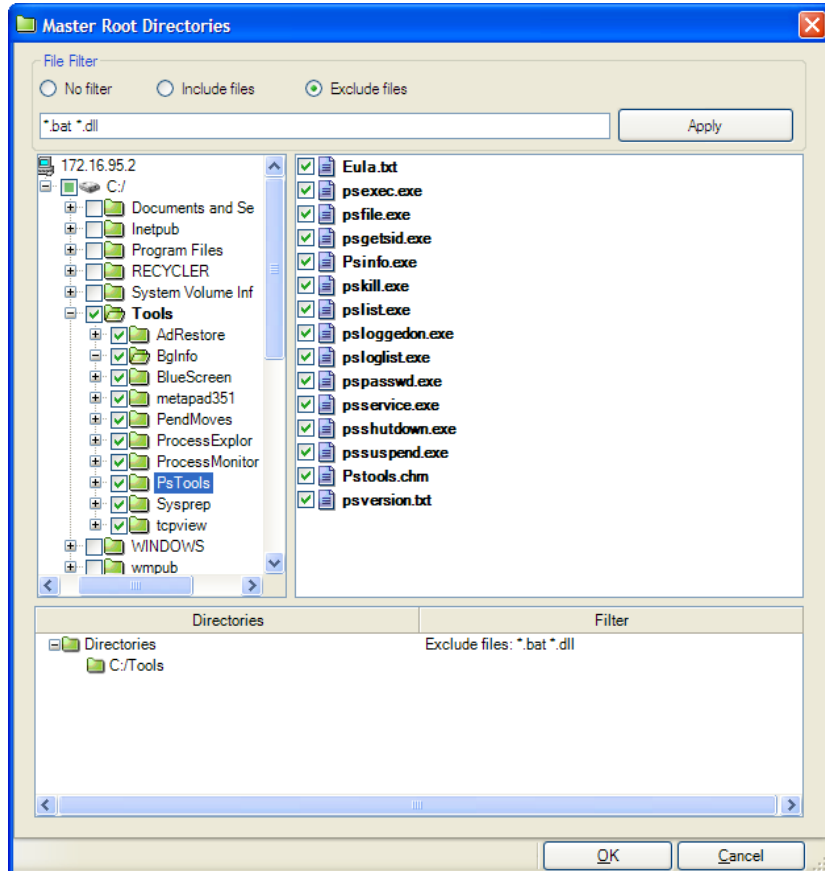 Master Root Directories
File Filter
No filter Include files Exclude files
*.bat *.dll Apply
172.16.95.2
C:/
Documents and Se
Inetpub
Program Files
RECYCLER
System Volume Inf
Tools
AdRestore
BgInfo
BlueScreen
metapad351
PendMoves
ProcessExplor
ProcessMonitor
PsTools
Sysprep
tcpview
WINDOWS
wmpub
Eula.txt
psexec.exe
psfile.exe
psgetsid.exe
Psinfo.exe
pskill.exe
pslist.exe
psloggedon.exe
psloglist.exe
pspasswd.exe
psservice.exe
psshutdown.exe
pssuspend.exe
Pstools.chm
psversion.txt
Directories Filter
Directories Exclude files: *.bat *.dll
C:/Tools
OK Cancel